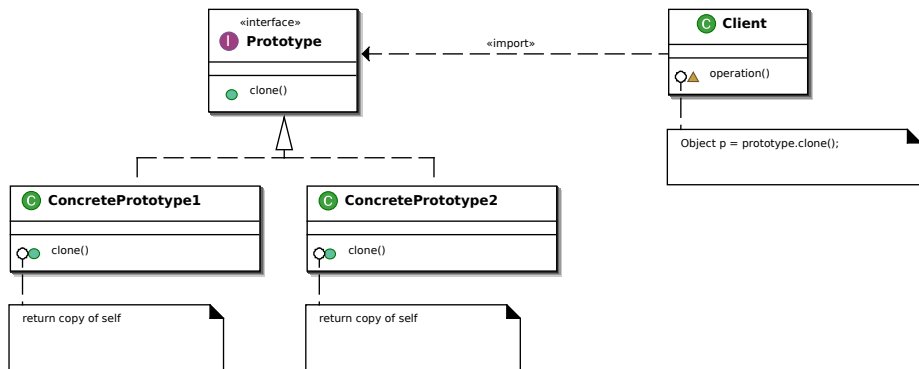 «interface»
I Prototype
clone()
«import»
C Client
operation()
Object p = prototype.clone();
C ConcretePrototype1
clone()
return copy of self
C ConcretePrototype2
clone()
return copy of self